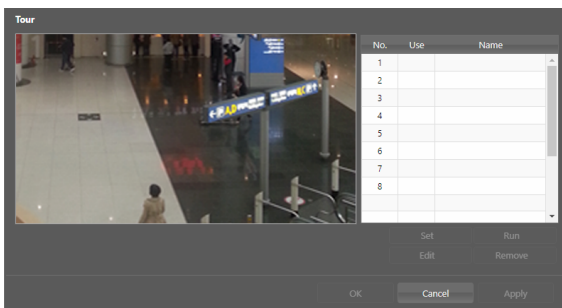 Tour
No. Use Name
1
2
3
4
5
6
7
8
A,D
B,C
Set Run
Edit Remove
OK Cancel Apply